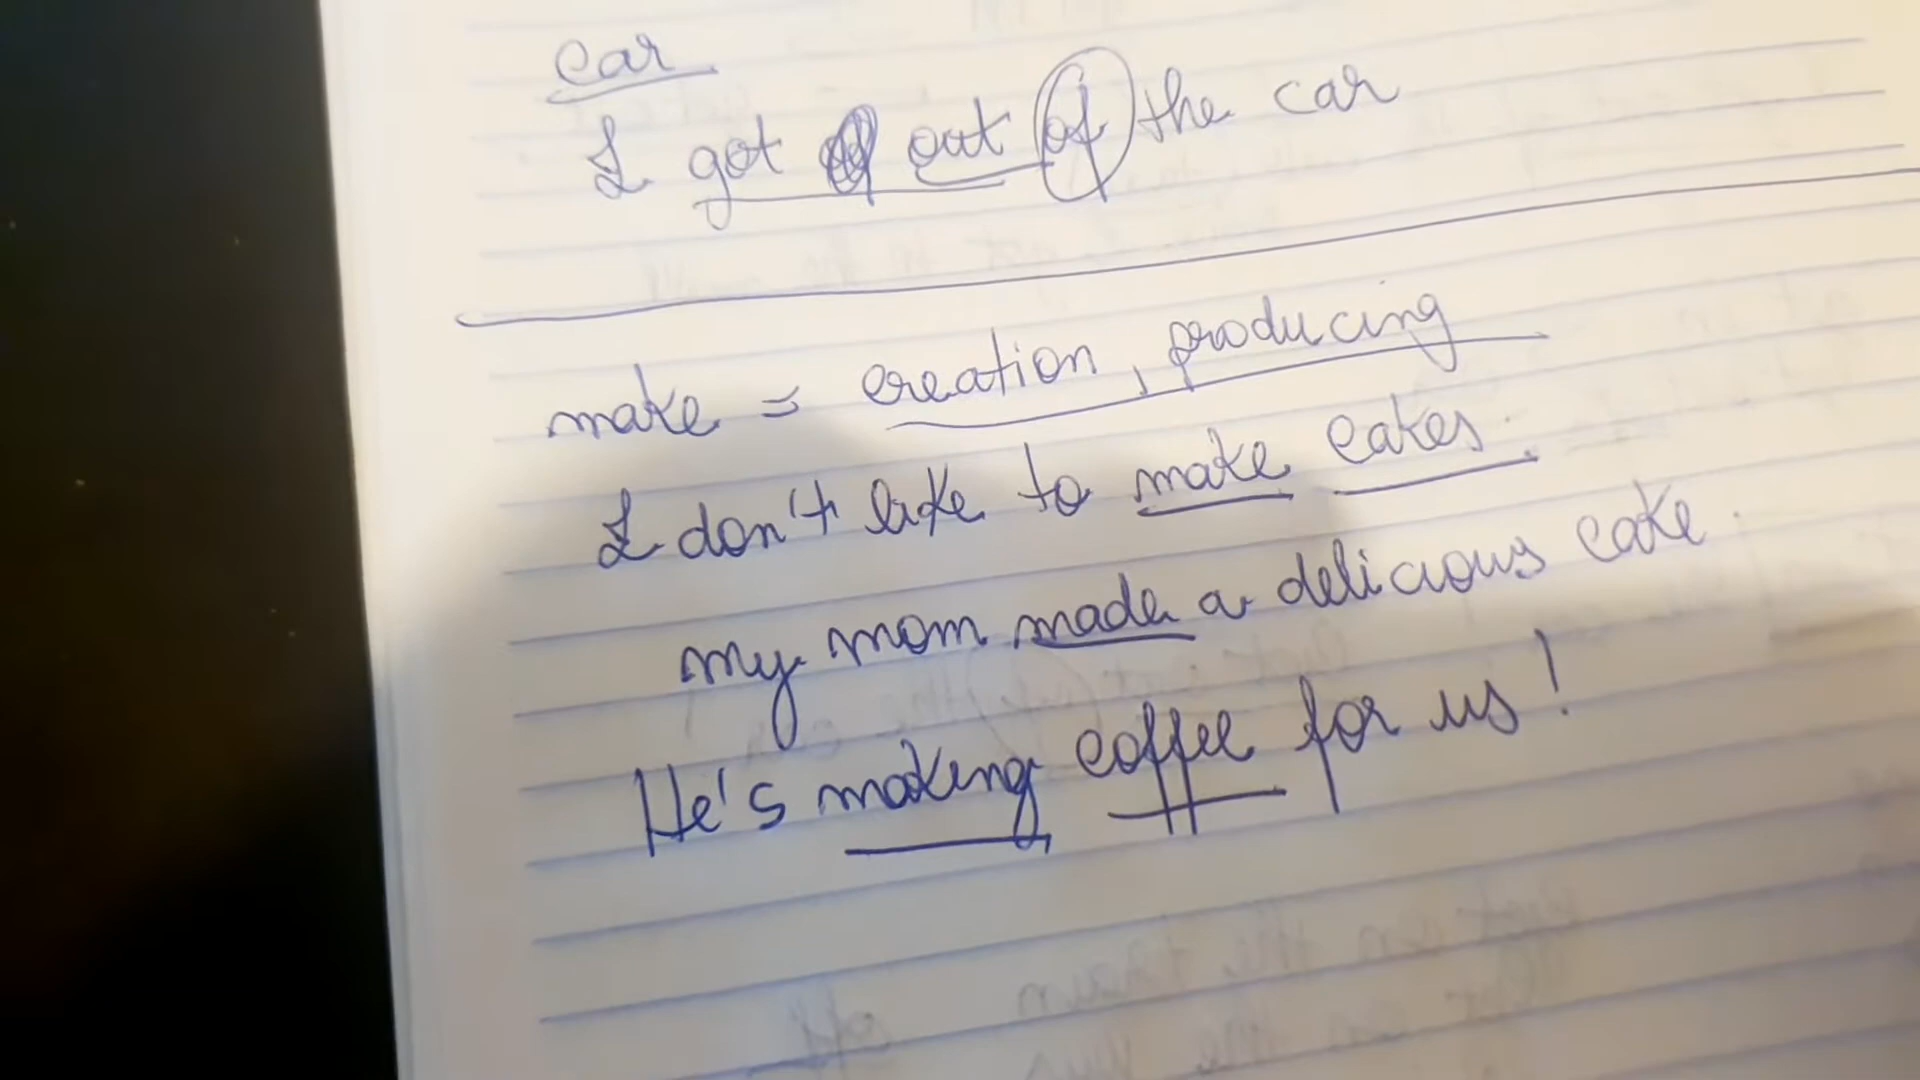 car
I got out of the car
make = creation, producing
I don't like to make cakes.
my mom made a delicious cake.
He's making coffee for us!